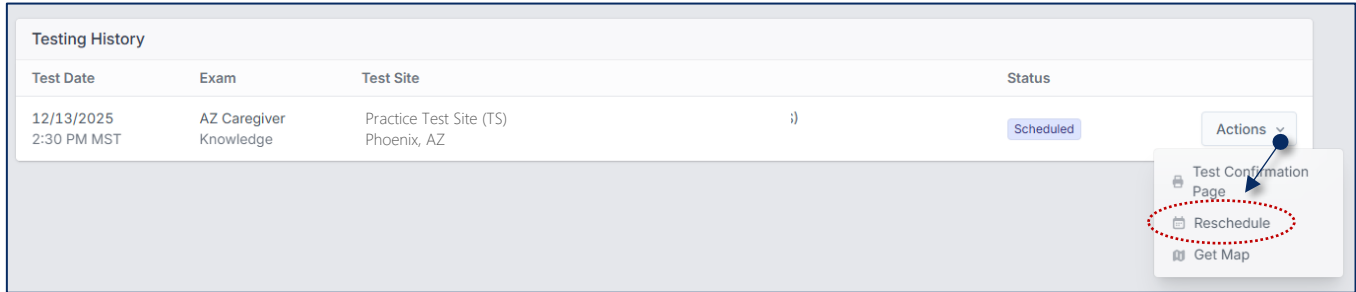 Testing History
Test Date Exam Test Site Status
12/13/2025 AZ Caregiver Practice Test Site (TS) Scheduled Actions
2:30 PM MST Knowledge Phoenix, AZ
Test Confirmation
Page
Reschedule
Get Map